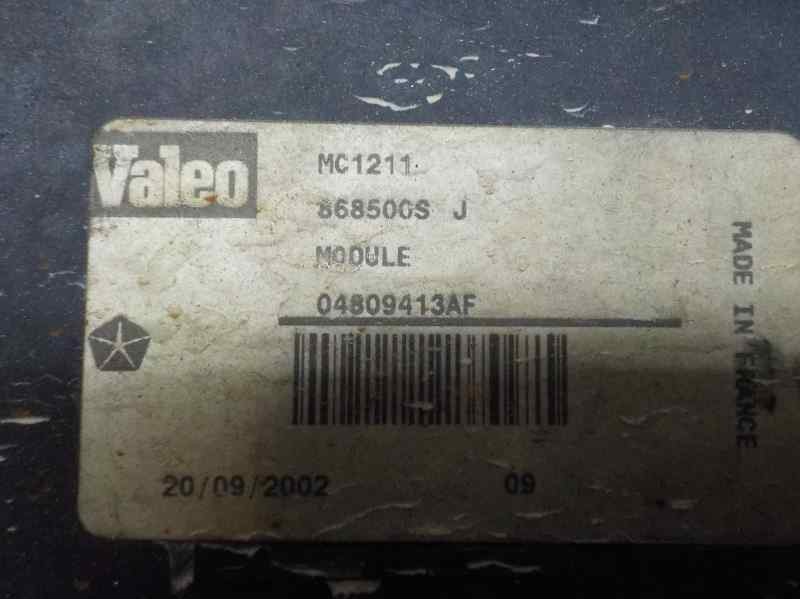 Valeo
MC1211
868500S J
MODULE
04809413AF
20/09/2002 09
MADE IN FRANCE